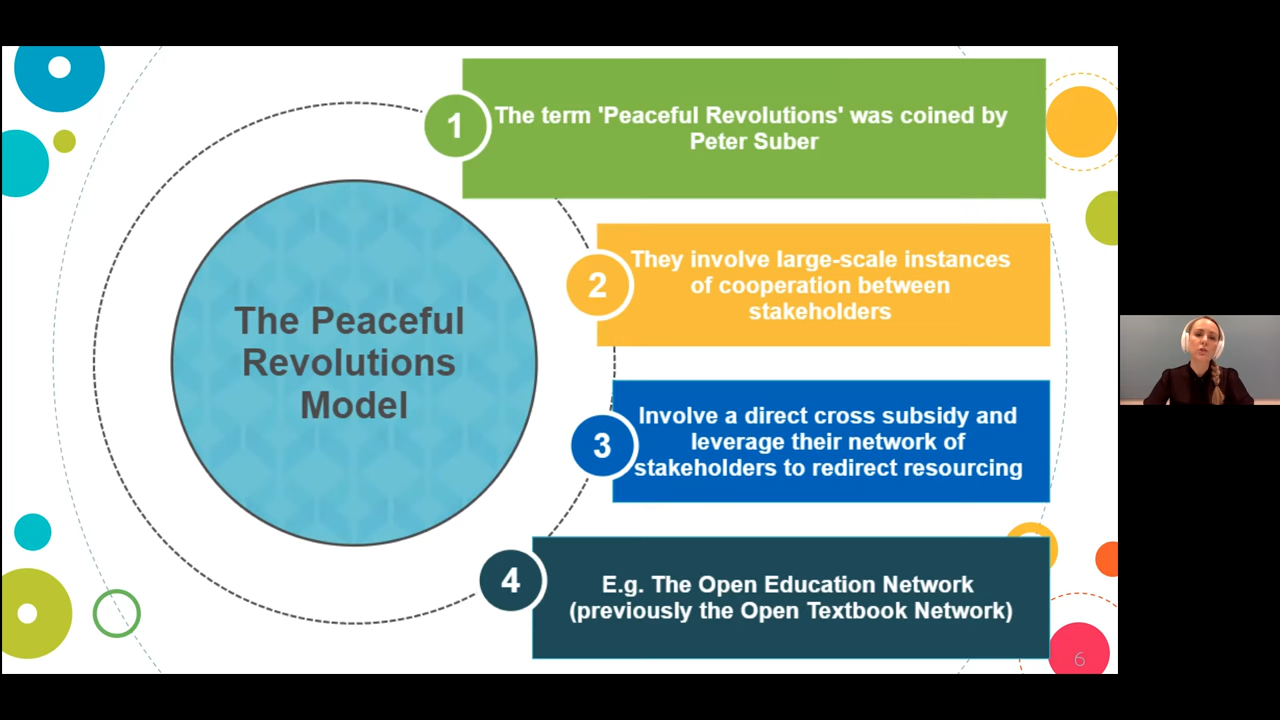 The Peaceful
Revolutions
Model
1
The term 'Peaceful Revolutions' was coined by
Peter Suber
2
They involve large-scale instances
of cooperation between
stakeholders
3
Involve a direct cross subsidy and
leverage their network of
stakeholders to redirect resourcing
4
E.g. The Open Education Network
(previously the Open Textbook Network)
6